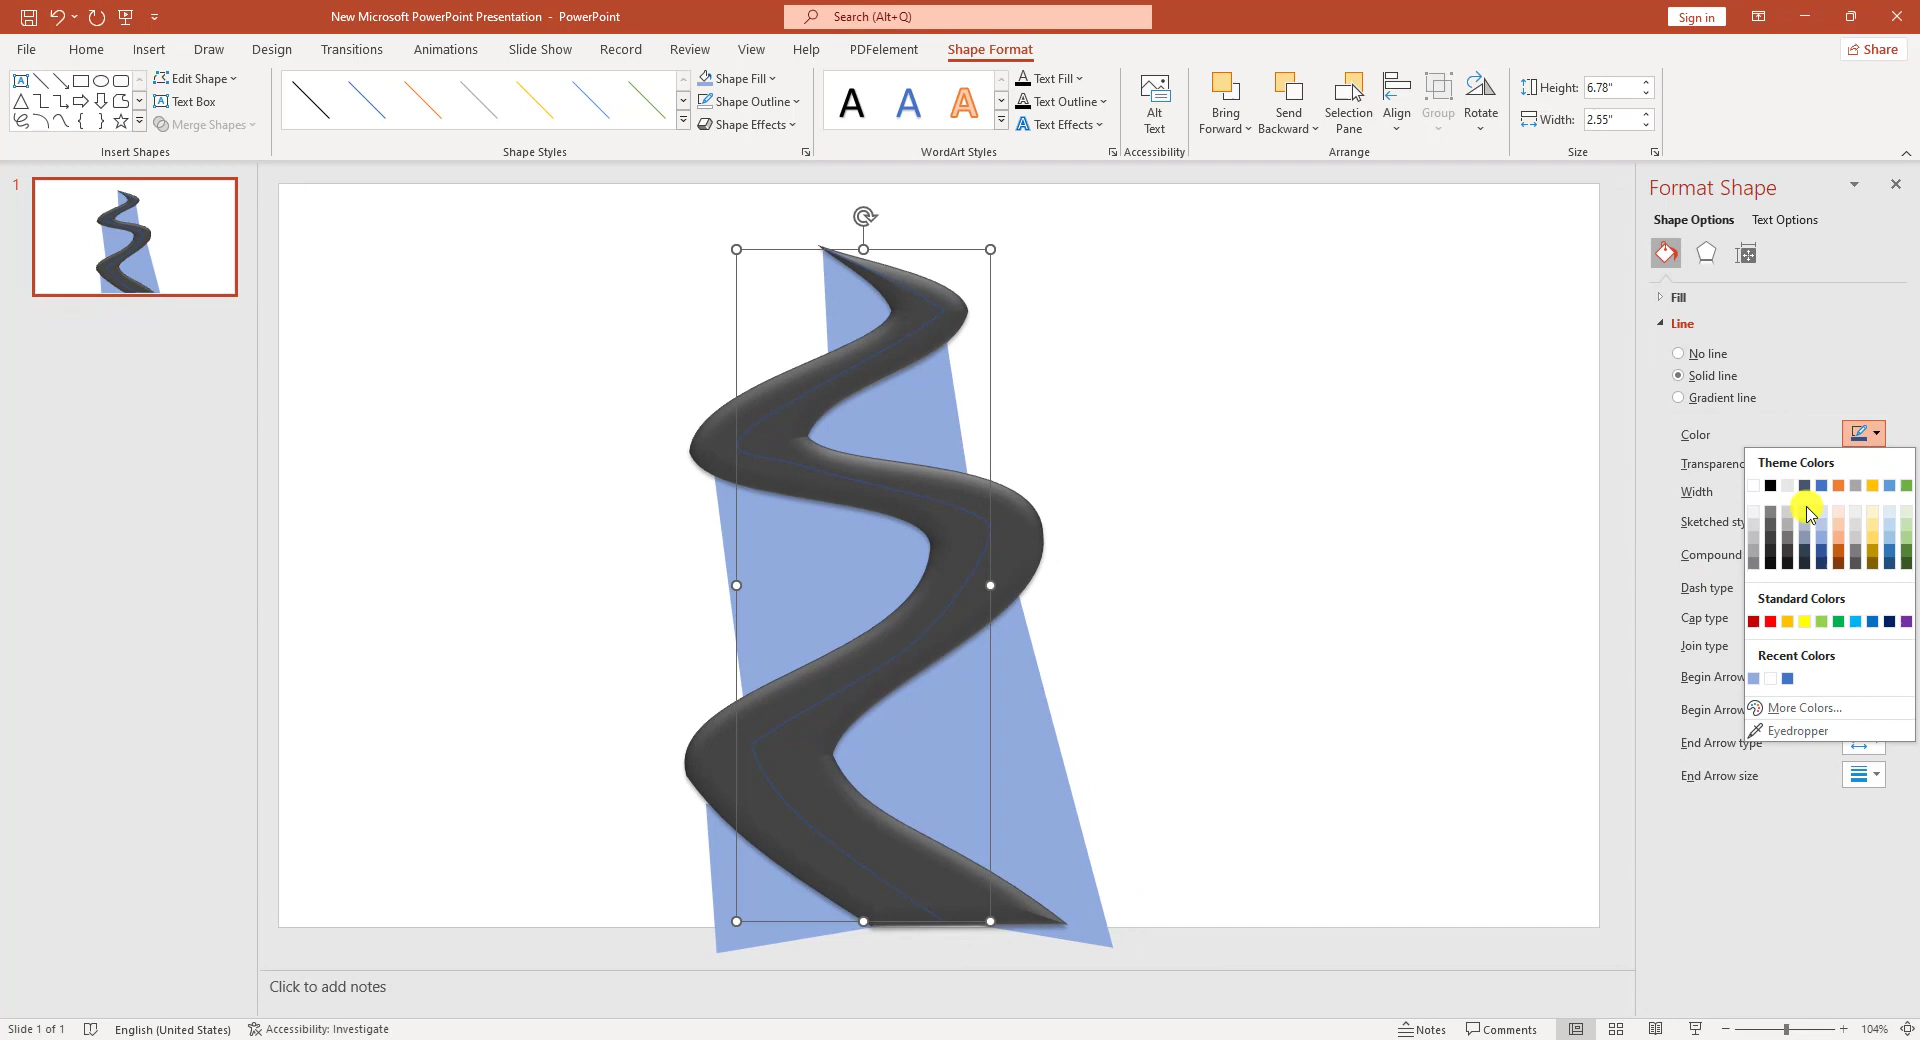 New Microsoft PowerPoint Presentation - PowerPoint
Search (Alt+Q)
Sign in
File Home Insert Draw Design Transitions Animations Slide Show Record Review View Help PDFelement Shape Format
Share
Edit Shape
Text Box
Merge Shapes
Insert Shapes
Shape Fill
Shape Outline
Shape Effects
Shape Styles
A A A
Text Fill
Text Outline
Text Effects
WordArt Styles
Alt Text
Accessibility
Bring Forward
Send Backward
Selection Pane
Align
Group
Rotate
Arrange
Height: 6.78"
Width: 2.55"
Size
1
Format Shape
Shape Options Text Options
Fill
Line
No line
Solid line
Gradient line
Color
Transparenc
Width
Sketched sty
Compound
Dash type
Cap type
Join type
Begin Arrow
Begin Arrow
End Arrow type
End Arrow size
Theme Colors
Standard Colors
Recent Colors
More Colors...
Eyedropper
Click to add notes
Slide 1 of 1
English (United States)
Accessibility: Investigate
Notes
Comments
104%